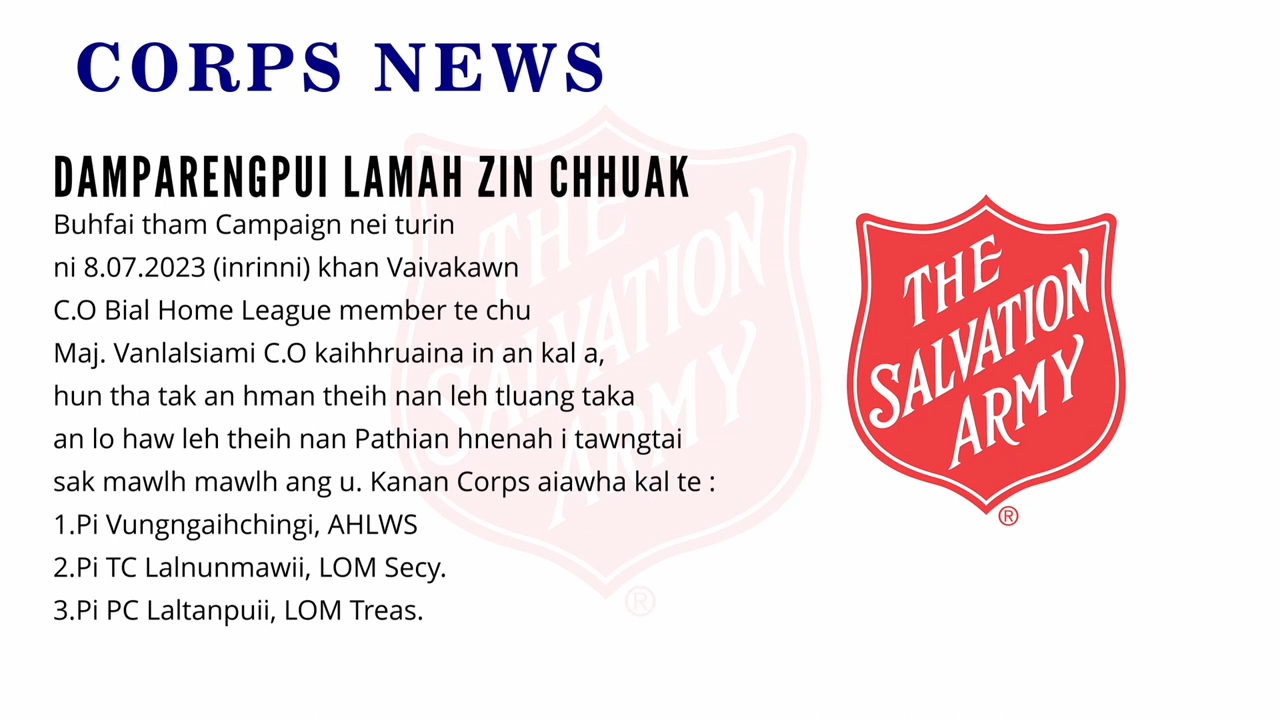 CORPS NEWS
DAMPARENGPUI LAMAH ZIN CHHUAK
Buhfai tham Campaign nei turin
ni 8.07.2023 (inrinni) khan Vaivakawn
C.O Bial Home League member te chu
Maj. Vanlalsiami C.O kaihhruaina in an kal a,
hun tha tak an hman theih nan leh tluang taka
an lo haw leh theih nan Pathian hnenah i tawngtai
sak mawlh mawlh ang u. Kanan Corps aiawha kal te :
1.Pi Vungngaihchingi, AHLWS
2.Pi TC Lalnunmawii, LOM Secy.
3.Pi PC Laltanpuii, LOM Treas.
THE
SALVATION
ARMY
®
THE
SALVATION
ARMY
®